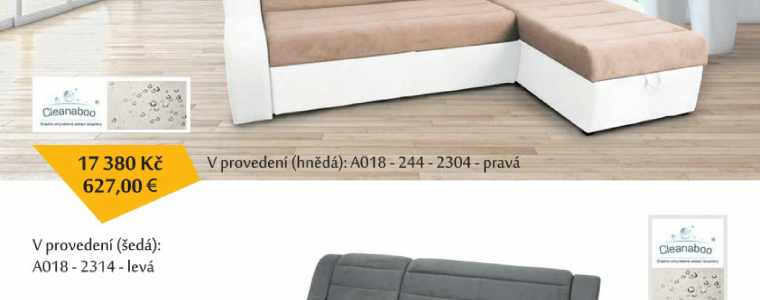 Cleanaboo
17 380 Kč
627,00 €
V provedení (hnědá): A018 - 244 - 2304 - pravá
V provedení (šedá):
A018 - 2314 - levá
Cleanaboo